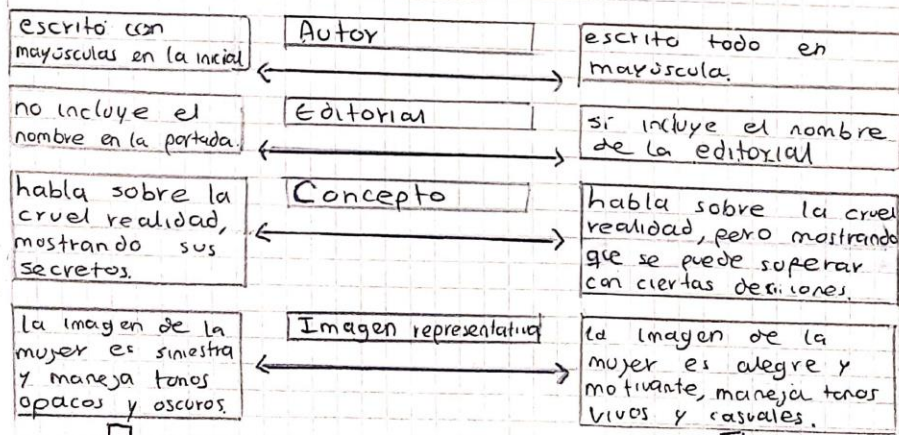 escrito con
mayúsculas en la inicial
Autor
escrito todo en
mayúscula.
no incluye el
nombre en la portada.
Editorial
si incluye el nombre
de la editorial
habla sobre la
cruel realidad,
mostrando sus
secretos.
Concepto
habla sobre la cruel
realidad, pero mostrando
que se puede superar
con ciertas
la imagen de la
mujer es siniestra
y maneja tonos
opacos y oscuros.
Imagen representativa
la imagen de la
mujer es alegre y
motivante, maneja tonos
vivos y casuales.